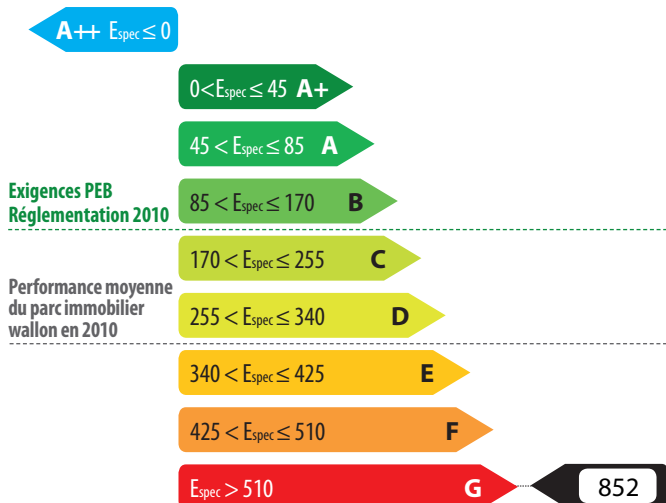 A++ Espec ≤ 0
0 < Espec ≤ 45 A+
45 < Espec ≤ 85 A
Exigences PEB
Réglementation 2010
85 < Espec ≤ 170 B
170 < Espec ≤ 255 C
Performance moyenne
du parc immobilier
wallon en 2010
255 < Espec ≤ 340 D
340 < Espec ≤ 425 E
425 < Espec ≤ 510 F
Espec > 510 G
852